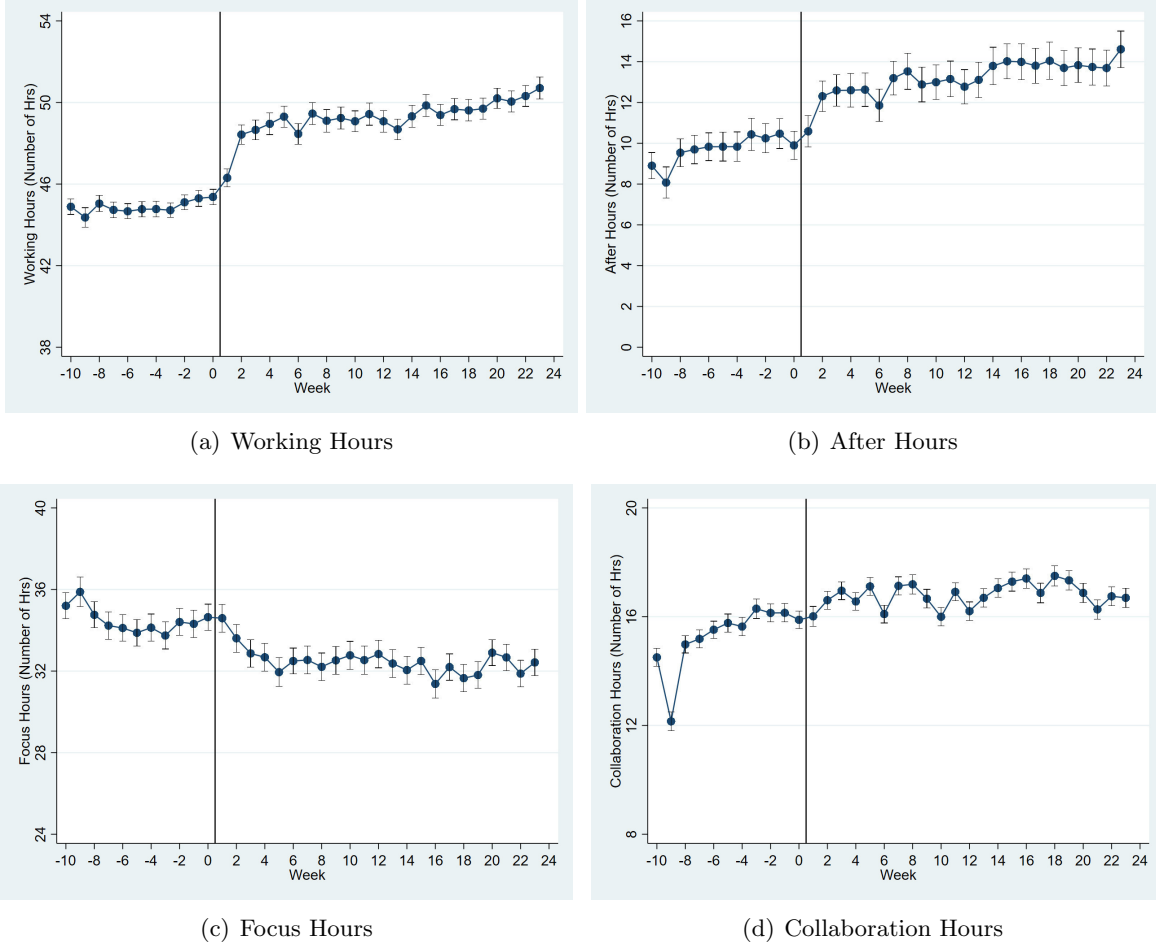 54
50
46
42
38
Working Hours (Number of Hrs)
-10 -8 -6 -4 -2 0 2 4 6 8 10 12 14 16 18 20 22 24
Week
(a) Working Hours
16
14
12
10
8
6
4
2
0
After Hours (Number of Hrs)
-10 -8 -6 -4 -2 0 2 4 6 8 10 12 14 16 18 20 22 24
Week
(b) After Hours
40
36
32
28
24
Focus Hours (Number of Hrs)
-10 -8 -6 -4 -2 0 2 4 6 8 10 12 14 16 18 20 22 24
Week
(c) Focus Hours
20
16
12
8
Collaboration Hours (Number of Hrs)
-10 -8 -6 -4 -2 0 2 4 6 8 10 12 14 16 18 20 22 24
Week
(d) Collaboration Hours